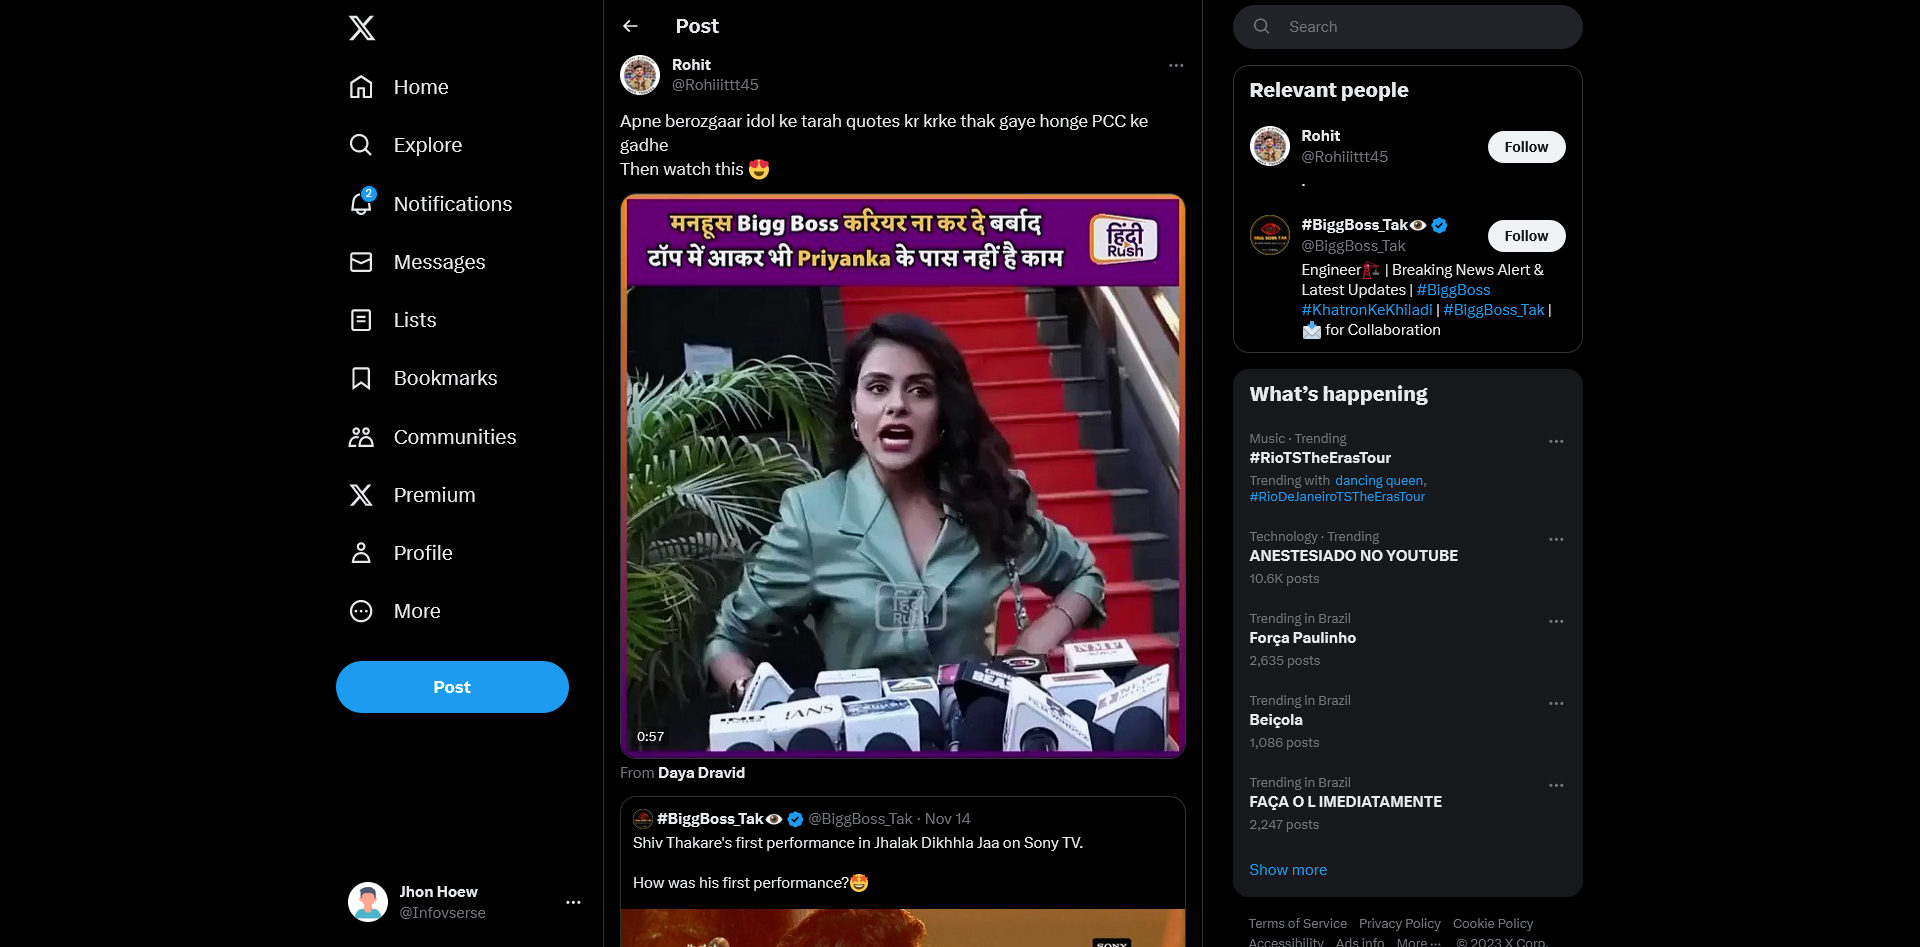 Home
Explore
2
Notifications
Messages
Lists
Bookmarks
Communities
Premium
Profile
More
Post
Jhon Hoew
@Infovserse
Post
Rohit
@Rohiiittt45
Apne berozgaar idol ke tarah quotes kr krke thak gaye honge PCC ke
gadhe
Then watch this 😍
मनहूस Bigg Boss करियर ना कर दे बर्बाद
टॉप में आकर भी Priyanka के पास नहीं है काम
हिंदी
Rush
हिंदी
Rush
NMF
BEAS
IANS
NEWS
0:57
From Daya Dravid
#BiggBoss_Tak👁 @BiggBoss_Tak · Nov 14
Shiv Thakare's first performance in Jhalak Dikhhla Jaa on Sony TV.
How was his first performance?🤩
SONY
Search
Relevant people
Rohit
@Rohiiittt45
Follow
.
#BiggBoss_Tak👁
@BiggBoss_Tak
Follow
Engineer🏗 | Breaking News Alert &
Latest Updates | #BiggBoss
#KhatronKeKhiladi | #BiggBoss_Tak |
📩 for Collaboration
What’s happening
Music · Trending
#RioTSTheErasTour
Trending with dancing queen,
#RioDeJaneiroTSTheErasTour
Technology · Trending
ANESTESIADO NO YOUTUBE
10.6K posts
Trending in Brazil
Força Paulinho
2,635 posts
Trending in Brazil
Beiçola
1,086 posts
Trending in Brazil
FAÇA O L IMEDIATAMENTE
2,247 posts
Show more
Terms of Service Privacy Policy Cookie Policy
Accessibility Ads info More ··· © 2023 X Corp.